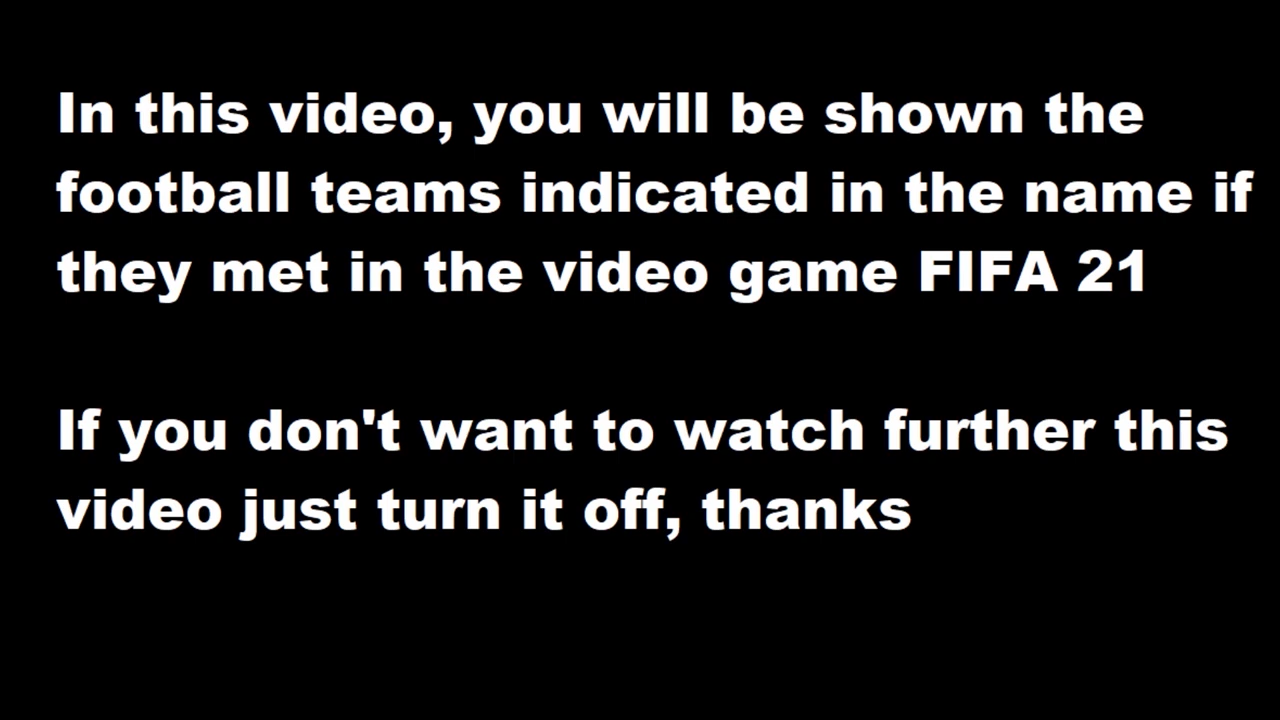 In this video, you will be shown the
football teams indicated in the name if
they met in the video game FIFA 21
If you don't want to watch further this
video just turn it off, thanks